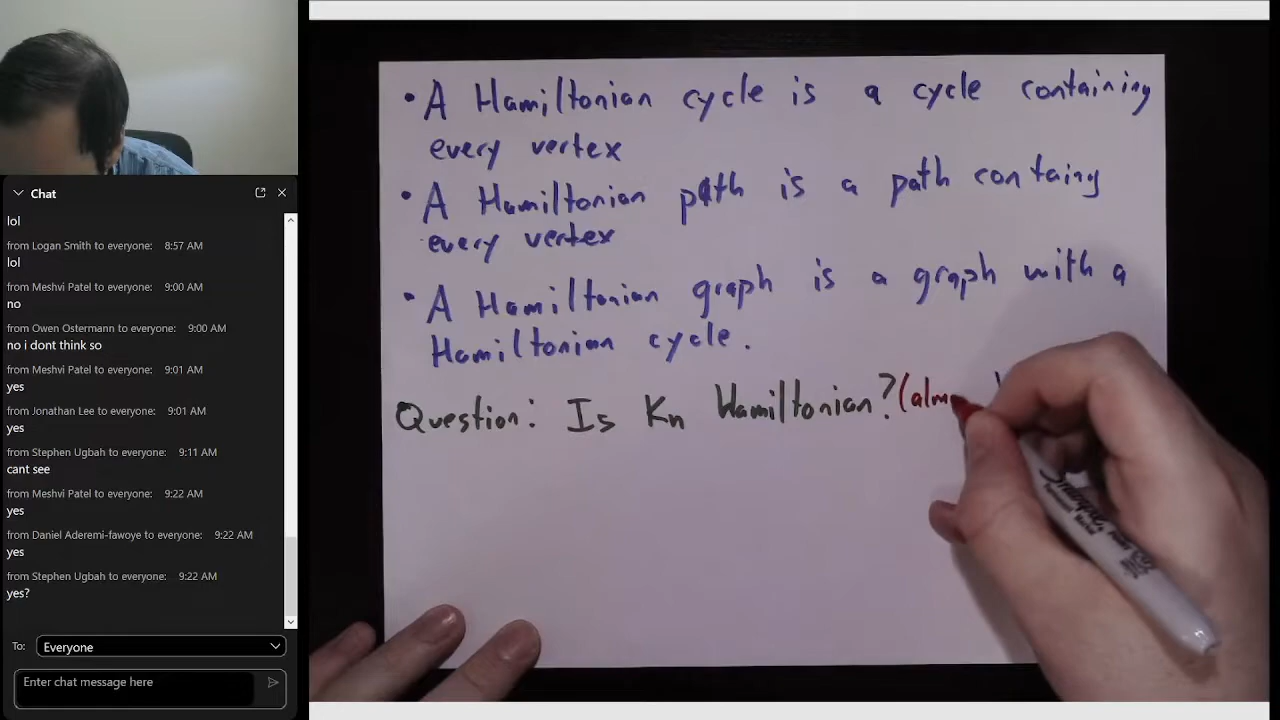 Chat
lol
from Logan Smith to everyone: 8:57 AM
lol
from Meshvi Patel to everyone: 9:00 AM
no
from Owen Ostermann to everyone: 9:00 AM
no i dont think so
from Meshvi Patel to everyone: 9:01 AM
yes
from Jonathan Lee to everyone: 9:01 AM
yes
from Stephen Ugbah to everyone: 9:11 AM
cant see
from Meshvi Patel to everyone: 9:22 AM
yes
from Daniel Aderemi-fawoye to everyone: 9:22 AM
yes
from Stephen Ugbah to everyone: 9:22 AM
yes?
To: Everyone
Enter chat message here
• A Hamiltonian cycle is a cycle containing
every vertex
• A Hamiltonian path is a path containg
every vertex
• A Hamiltonian graph is a graph with a
Hamiltonian cycle.
Question: Is Kn Hamiltonian? (alm